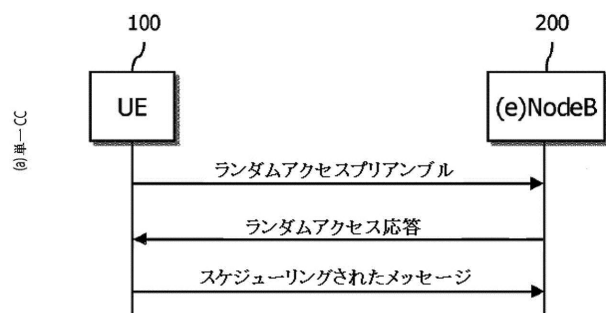 100
200
UE
(e)NodeB
(a) 単一 CC
ランダムアクセスプリアンブル
ランダムアクセス応答
スケジューリングされたメッセージ